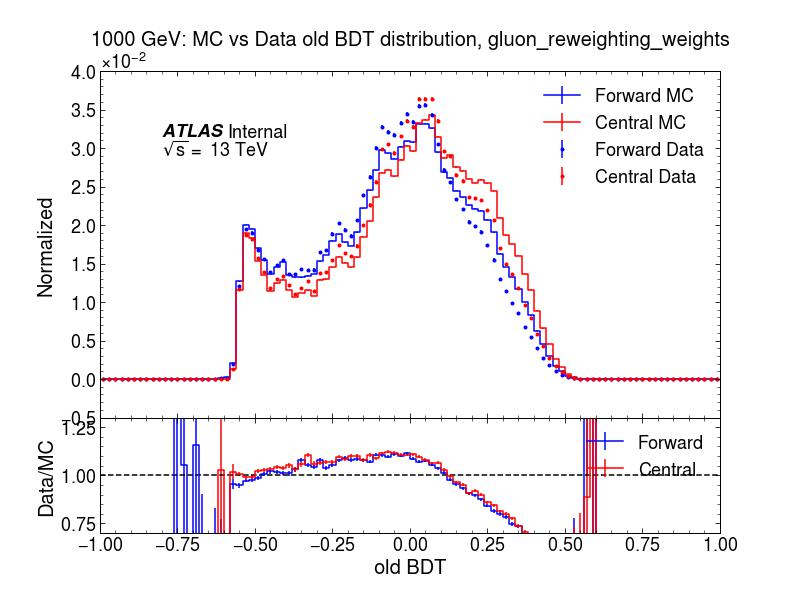 1000 GeV: MC vs Data old BDT distribution, gluon_reweighting_weights
×10⁻²
4.0
3.5
3.0
2.5
2.0
1.5
1.0
0.5
0.0
−0.5
Normalized
ATLAS Internal
√s = 13 TeV
Forward MC
Central MC
Forward Data
Central Data
1.25
1.00
0.75
Data/MC
Forward
Central
−1.00 −0.75 −0.50 −0.25 0.00 0.25 0.50 0.75 1.00
old BDT